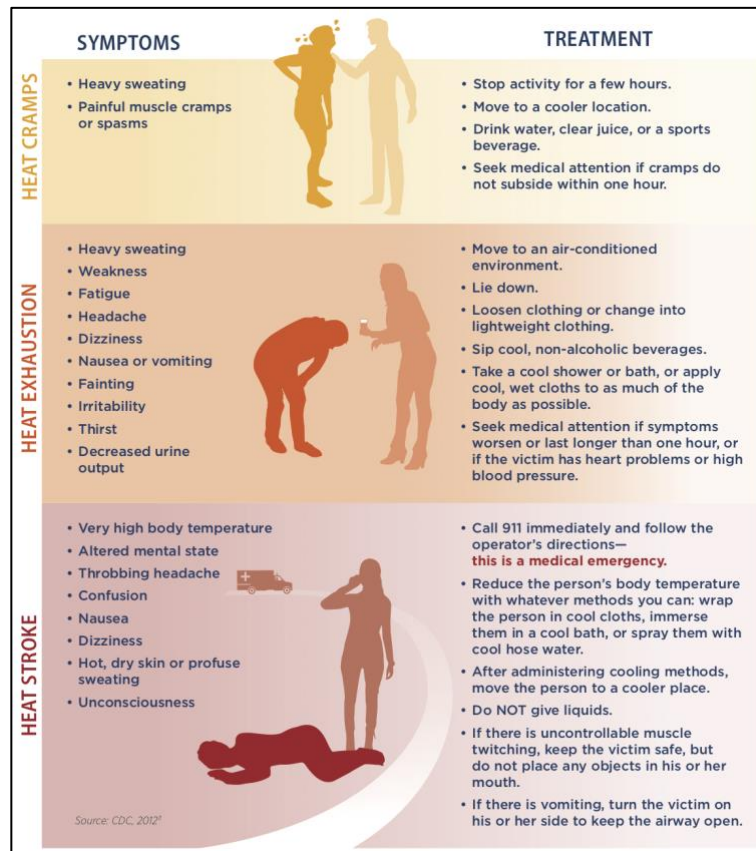 SYMPTOMS
TREATMENT
HEAT CRAMPS
• Heavy sweating
• Painful muscle cramps
or spasms
• Stop activity for a few hours.
• Move to a cooler location.
• Drink water, clear juice, or a sports
beverage.
• Seek medical attention if cramps do
not subside within one hour.
HEAT EXHAUSTION
• Heavy sweating
• Weakness
• Fatigue
• Headache
• Dizziness
• Nausea or vomiting
• Fainting
• Irritability
• Thirst
• Decreased urine
output
• Move to an air-conditioned
environment.
• Lie down.
• Loosen clothing or change into
lightweight clothing.
• Sip cool, non-alcoholic beverages.
• Take a cool shower or bath, or apply
cool, wet cloths to as much of the
body as possible.
• Seek medical attention if symptoms
worsen or last longer than one hour, or
if the victim has heart problems or high
blood pressure.
HEAT STROKE
• Very high body temperature
• Altered mental state
• Throbbing headache
• Confusion
• Nausea
• Dizziness
• Hot, dry skin or profuse
sweating
• Unconsciousness
• Call 911 immediately and follow the
operator's directions—
this is a medical emergency.
• Reduce the person's body temperature
with whatever methods you can: wrap
the person in cool cloths, immerse
them in a cool bath, or spray them with
cool hose water.
• After administering cooling methods,
move the person to a cooler place.
• Do NOT give liquids.
• If there is uncontrollable muscle
twitching, keep the victim safe, but
do not place any objects in his or her
mouth.
• If there is vomiting, turn the victim on
his or her side to keep the airway open.
Source: CDC, 2012